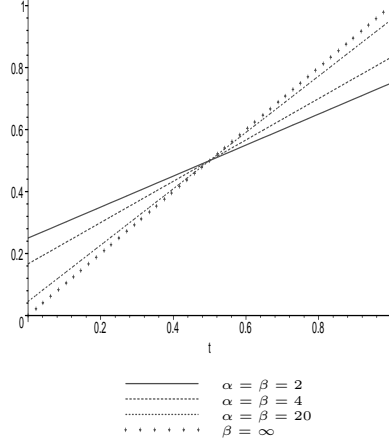 1
0.8
0.6
0.4
0.2
0
0.2
0.4
0.6
0.8
t
α = β = 2
α = β = 4
α = β = 20
β = ∞